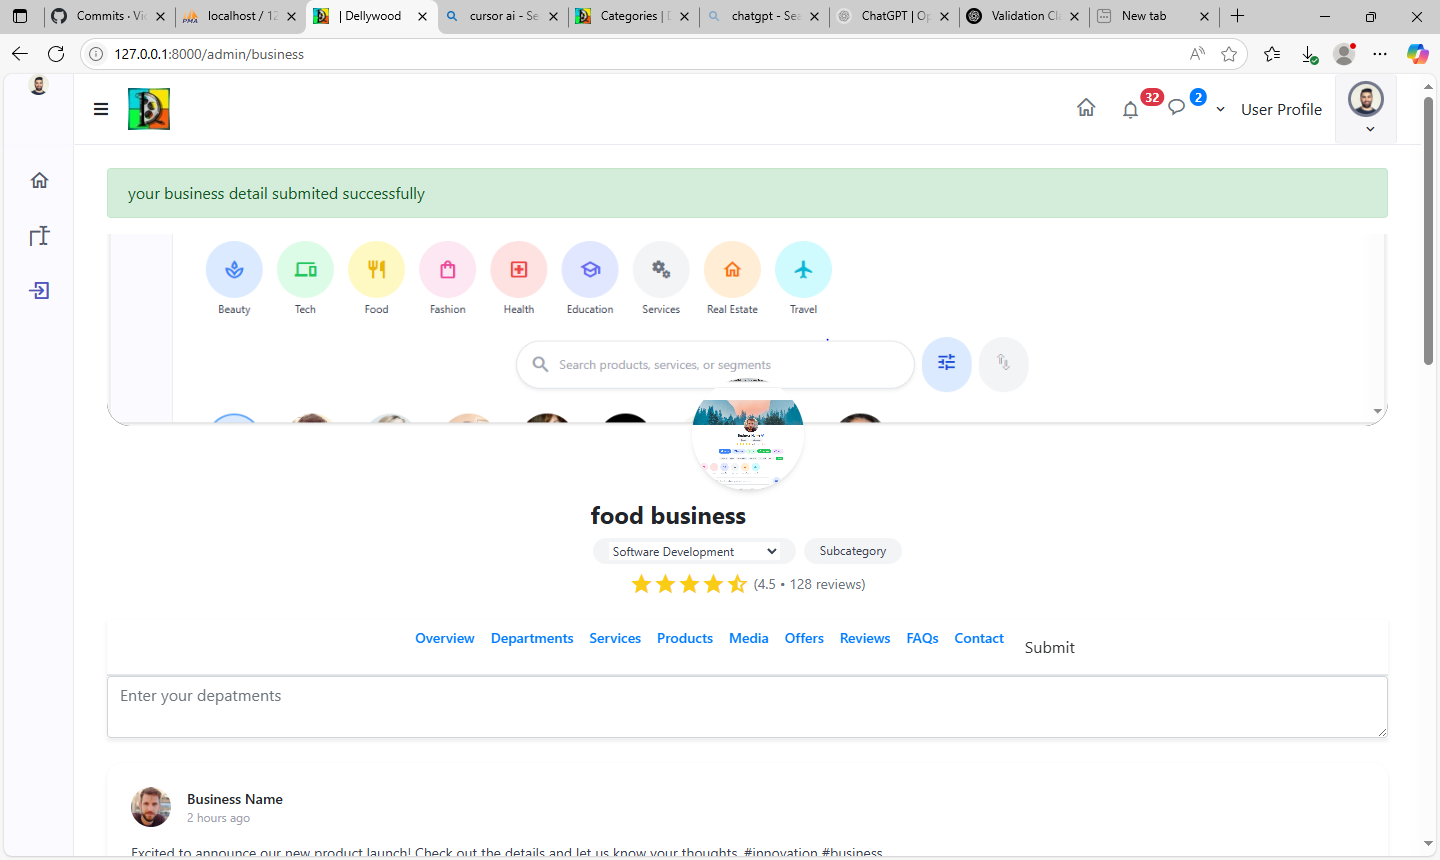 Commits · Vi
localhost / 12
| Dellywood
cursor ai - Se
Categories | D
chatgpt - Sea
ChatGPT | Op
Validation Cla
New tab
127.0.0.1:8000/admin/business
32
2
User Profile
your business detail submited successfully
Beauty
Tech
Food
Fashion
Health
Education
Services
Real Estate
Travel
Search products, services, or segments
food business
Software Development
Subcategory
(4.5 • 128 reviews)
Overview
Departments
Services
Products
Media
Offers
Reviews
FAQs
Contact
Submit
Enter your depatments
Business Name
2 hours ago
Excited to announce our new product launch! Check out the details and let us know your thoughts. #innovation #business